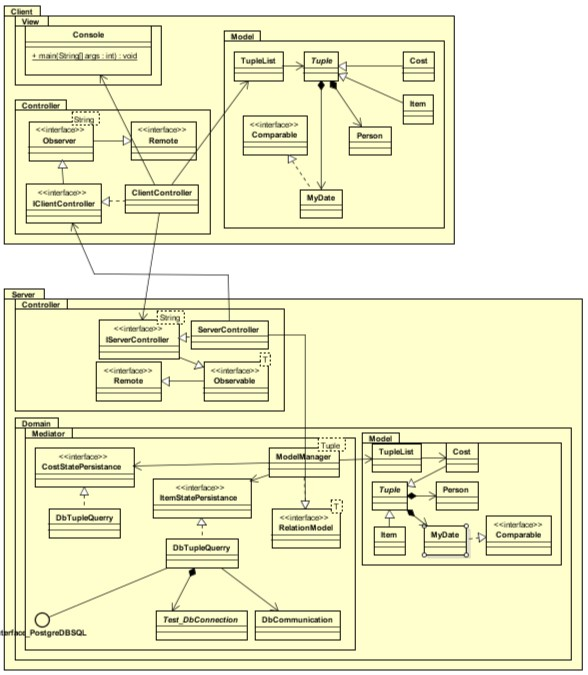 Client
View
Console
+ main(String[] args : int) : void
Model
TupleList
Tuple
Cost
Item
<<interface>>
Comparable
Person
MyDate
Controller
String
<<interface>>
Observer
<<interface>>
Remote
<<interface>>
IClientController
ClientController
Server
Controller
String
<<interface>>
IServerController
ServerController
T
<<interface>>
Remote
<<interface>>
Observable
Domain
Mediator
<<interface>>
CostStatePersistance
Tuple
ModelManager
<<interface>>
ItemStatePersistance
DbTupleQuerry
T
<<interface>>
RelationModel
DbTupleQuerry
Test_DbConnection
DbCommunication
terface_PostgreDBSQL
Model
TupleList
Cost
Tuple
Person
Item
MyDate
<<interface>>
Comparable